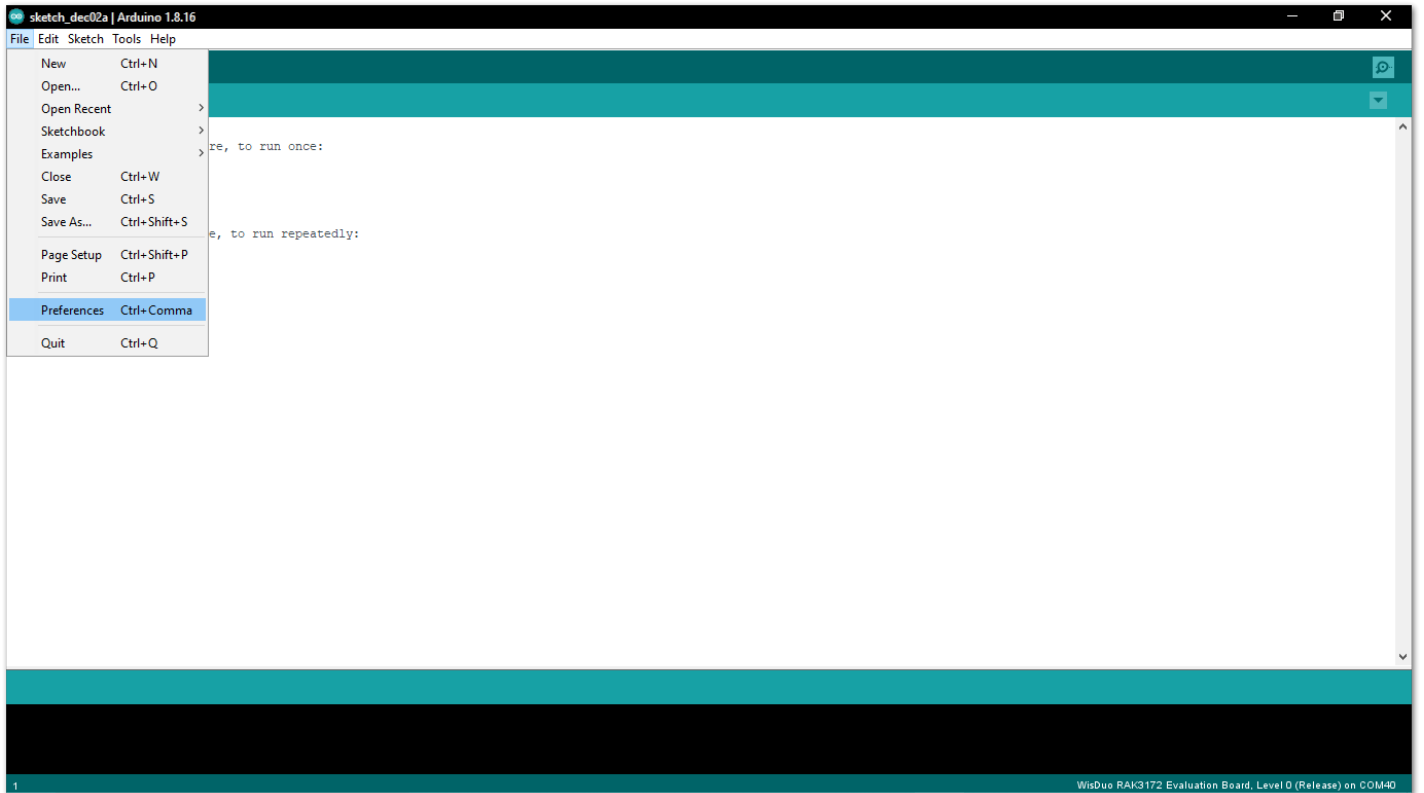 sketch_dec02a | Arduino 1.8.16
File Edit Sketch Tools Help
New Ctrl+N
Open... Ctrl+O
Open Recent
Sketchbook
Examples
Close Ctrl+W
Save Ctrl+S
Save As... Ctrl+Shift+S
Page Setup Ctrl+Shift+P
Print Ctrl+P
Preferences Ctrl+Comma
Quit Ctrl+Q
re, to run once:
e, to run repeatedly:
1
WisDuo RAK3172 Evaluation Board, Level 0 (Release) on COM40